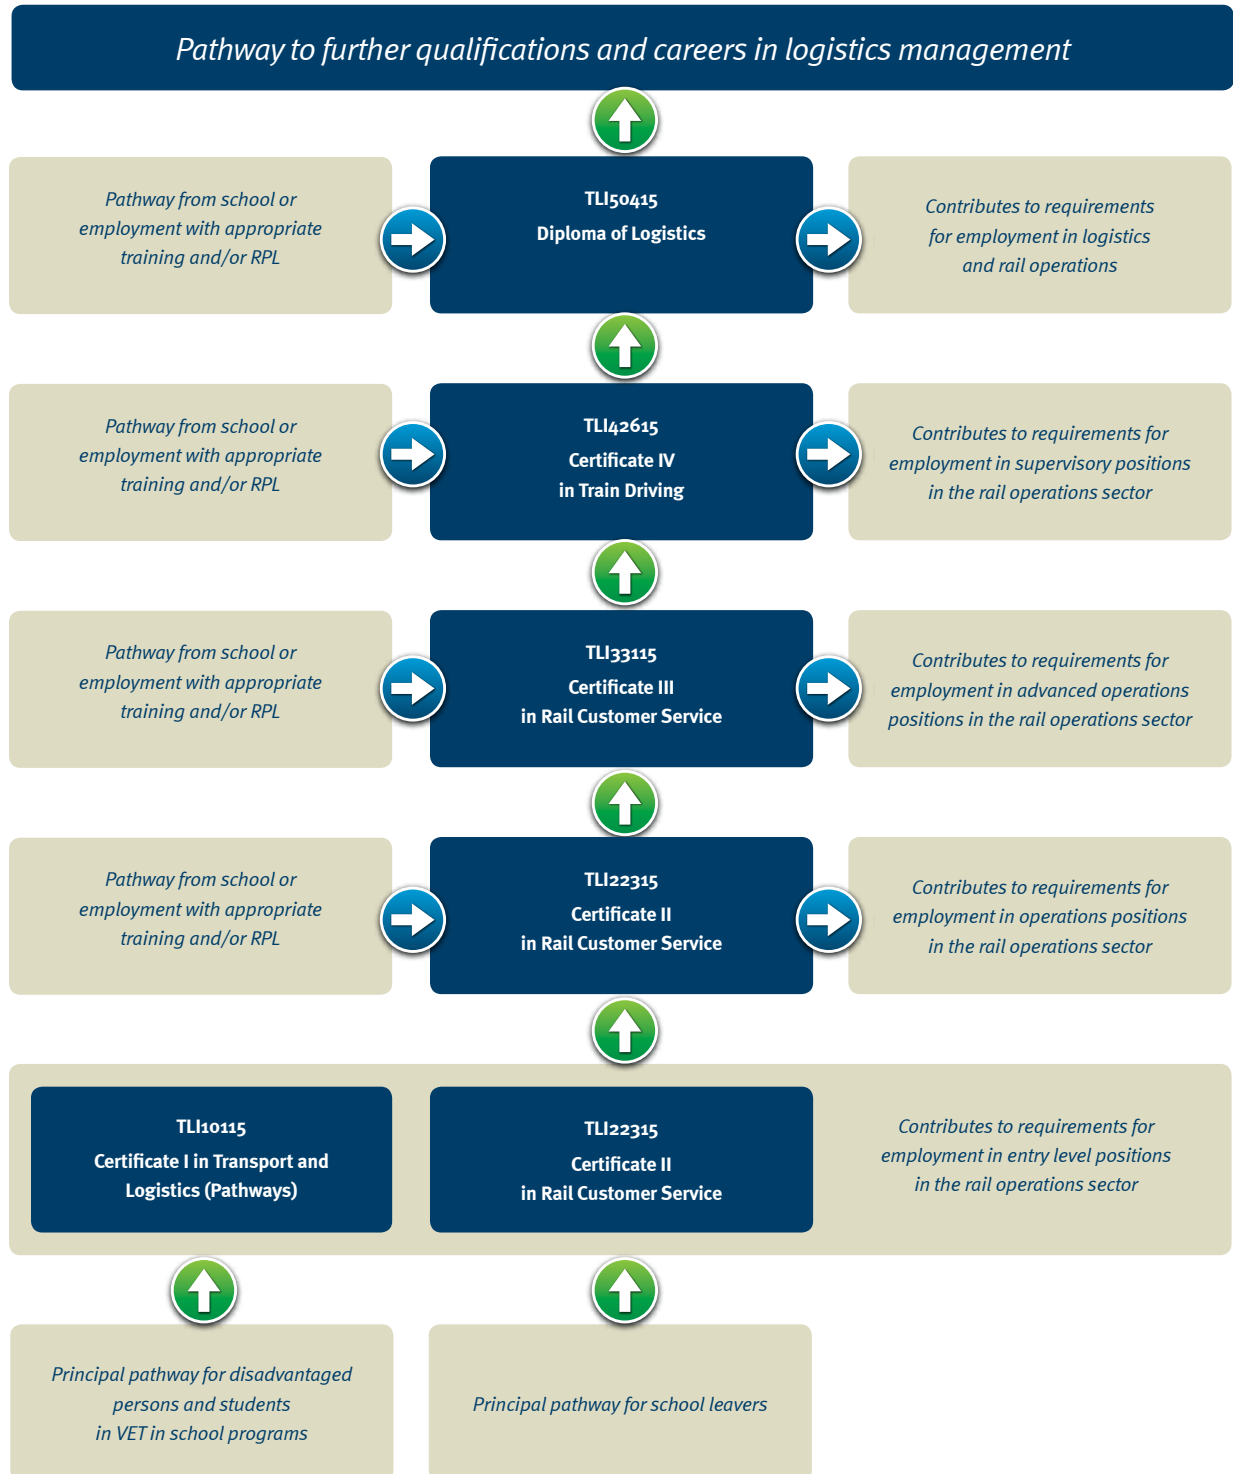 Pathway to further qualifications and careers in logistics management
Pathway from school or
employment with appropriate
training and/or RPL
TLI50415
Diploma of Logistics
Contributes to requirements
for employment in logistics
and rail operations
Pathway from school or
employment with appropriate
training and/or RPL
TLI42615
Certificate IV
in Train Driving
Contributes to requirements for
employment in supervisory positions
in the rail operations sector
Pathway from school or
employment with appropriate
training and/or RPL
TLI33115
Certificate III
in Rail Customer Service
Contributes to requirements for
employment in advanced operations
positions in the rail operations sector
Pathway from school or
employment with appropriate
training and/or RPL
TLI22315
Certificate II
in Rail Customer Service
Contributes to requirements for
employment in operations positions
in the rail operations sector
TLI10115
Certificate I in Transport and
Logistics (Pathways)
TLI22315
Certificate II
in Rail Customer Service
Contributes to requirements for
employment in entry level positions
in the rail operations sector
Principal pathway for disadvantaged
persons and students
in VET in school programs
Principal pathway for school leavers